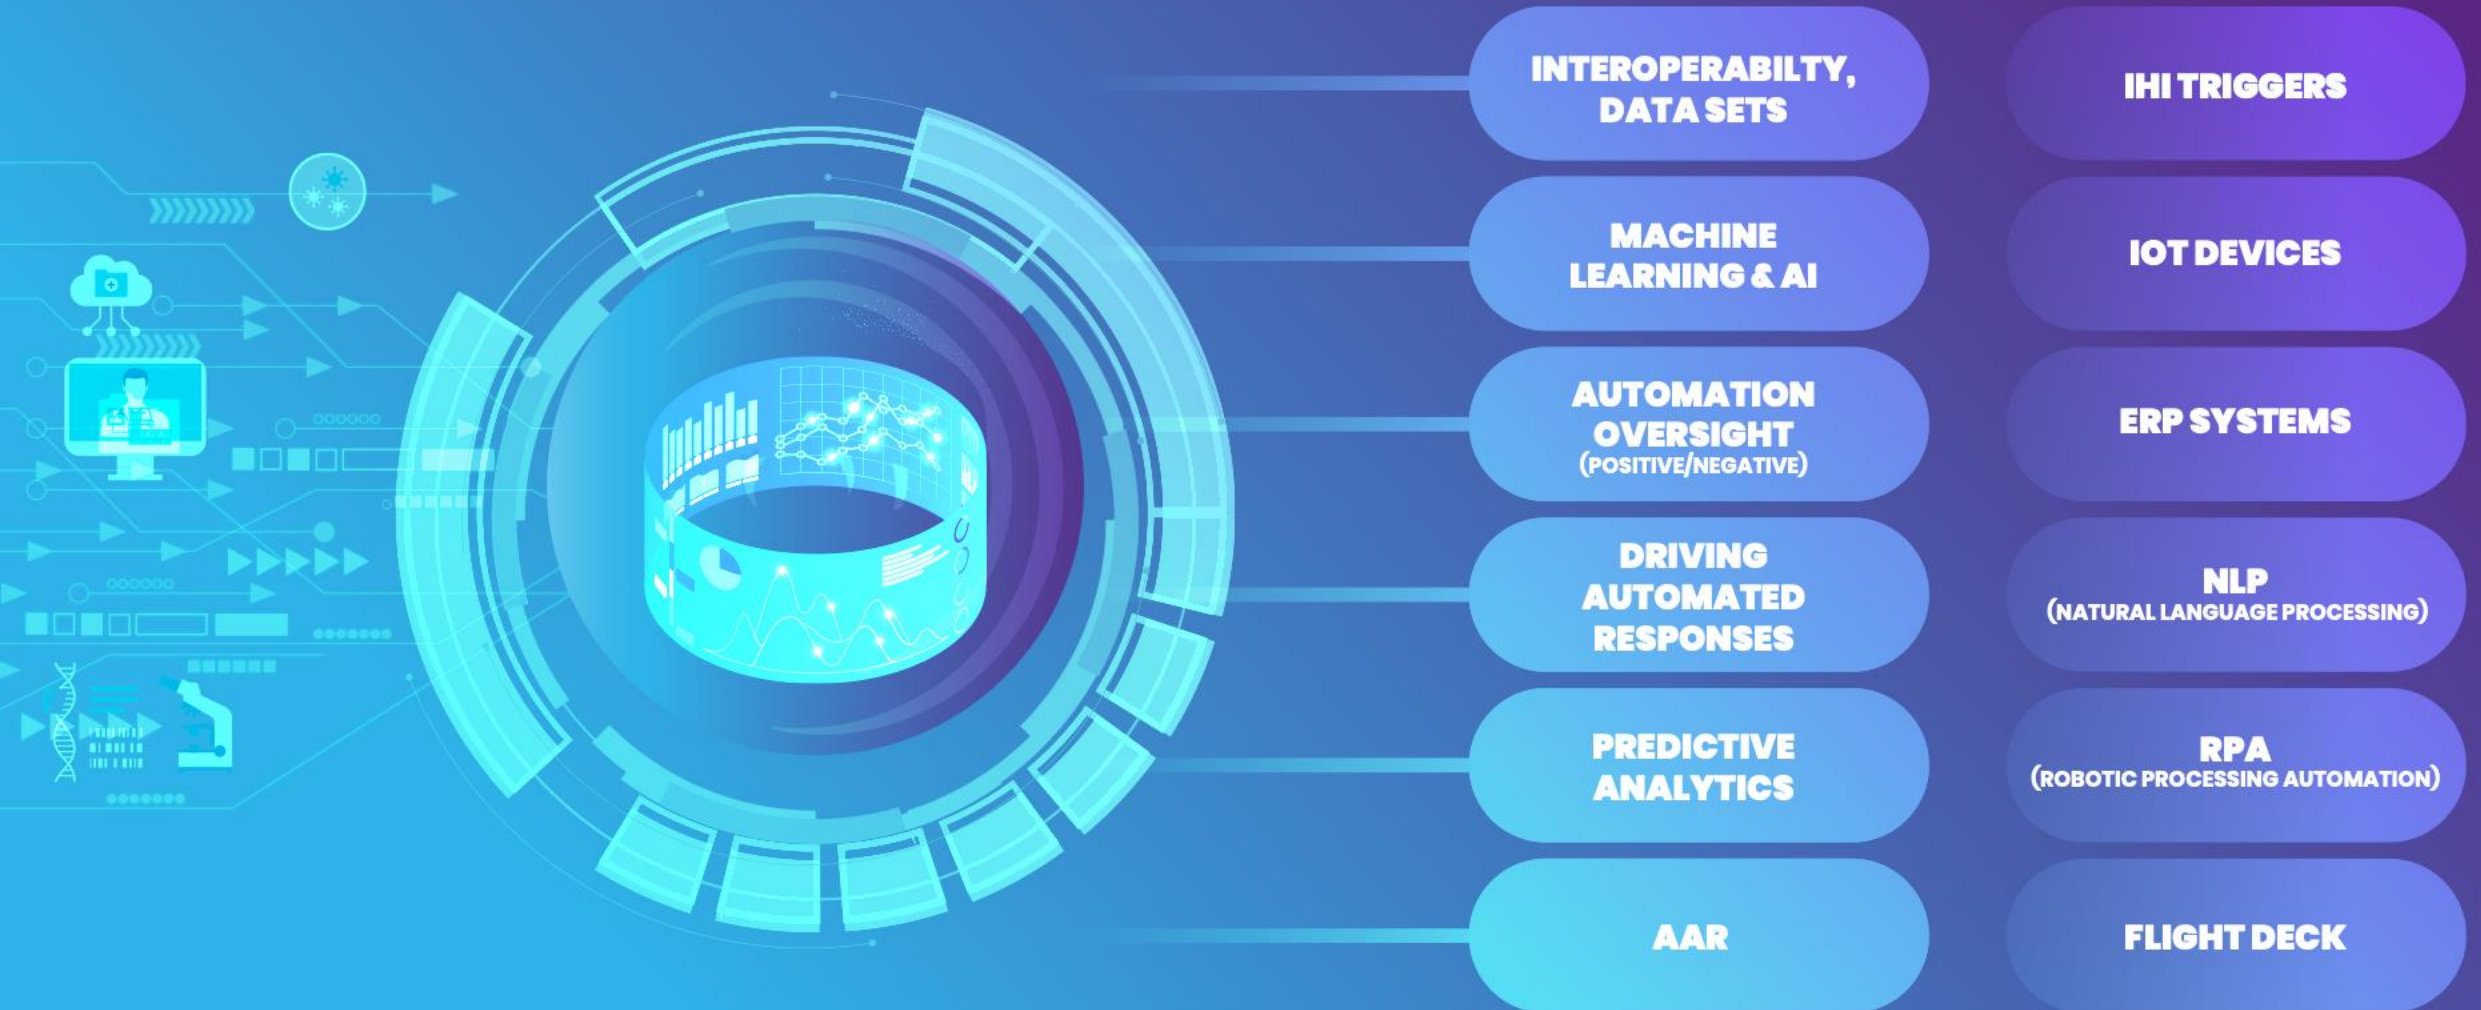 INTEROPERABILTY,
DATA SETS
IHI TRIGGERS
MACHINE
LEARNING & AI
IOT DEVICES
AUTOMATION
OVERSIGHT
(POSITIVE/NEGATIVE)
ERP SYSTEMS
DRIVING
AUTOMATED
RESPONSES
NLP
(NATURAL LANGUAGE PROCESSING)
PREDICTIVE
ANALYTICS
RPA
(ROBOTIC PROCESSING AUTOMATION)
AAR
FLIGHT DECK